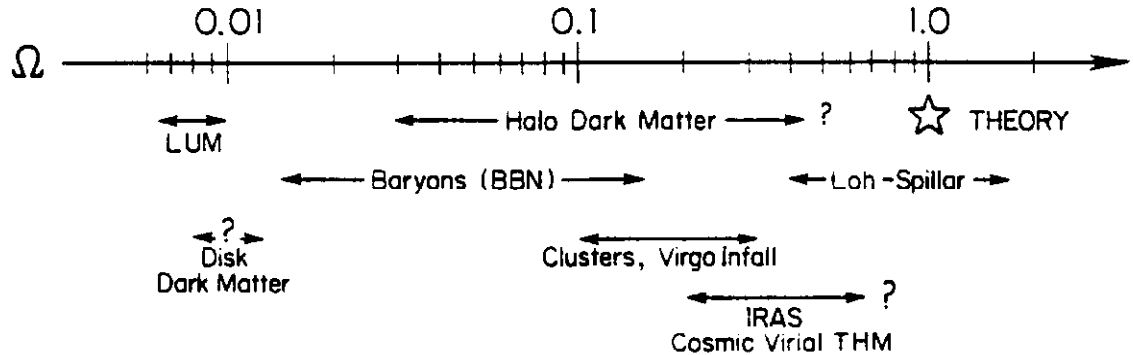 0.01 0.1 1.0
Ω
Halo Dark Matter ? THEORY
LUM
Baryons (BBN) Loh-Spillar
?
Disk
Dark Matter
Clusters, Virgo Infall
?
IRAS
Cosmic Virial THM